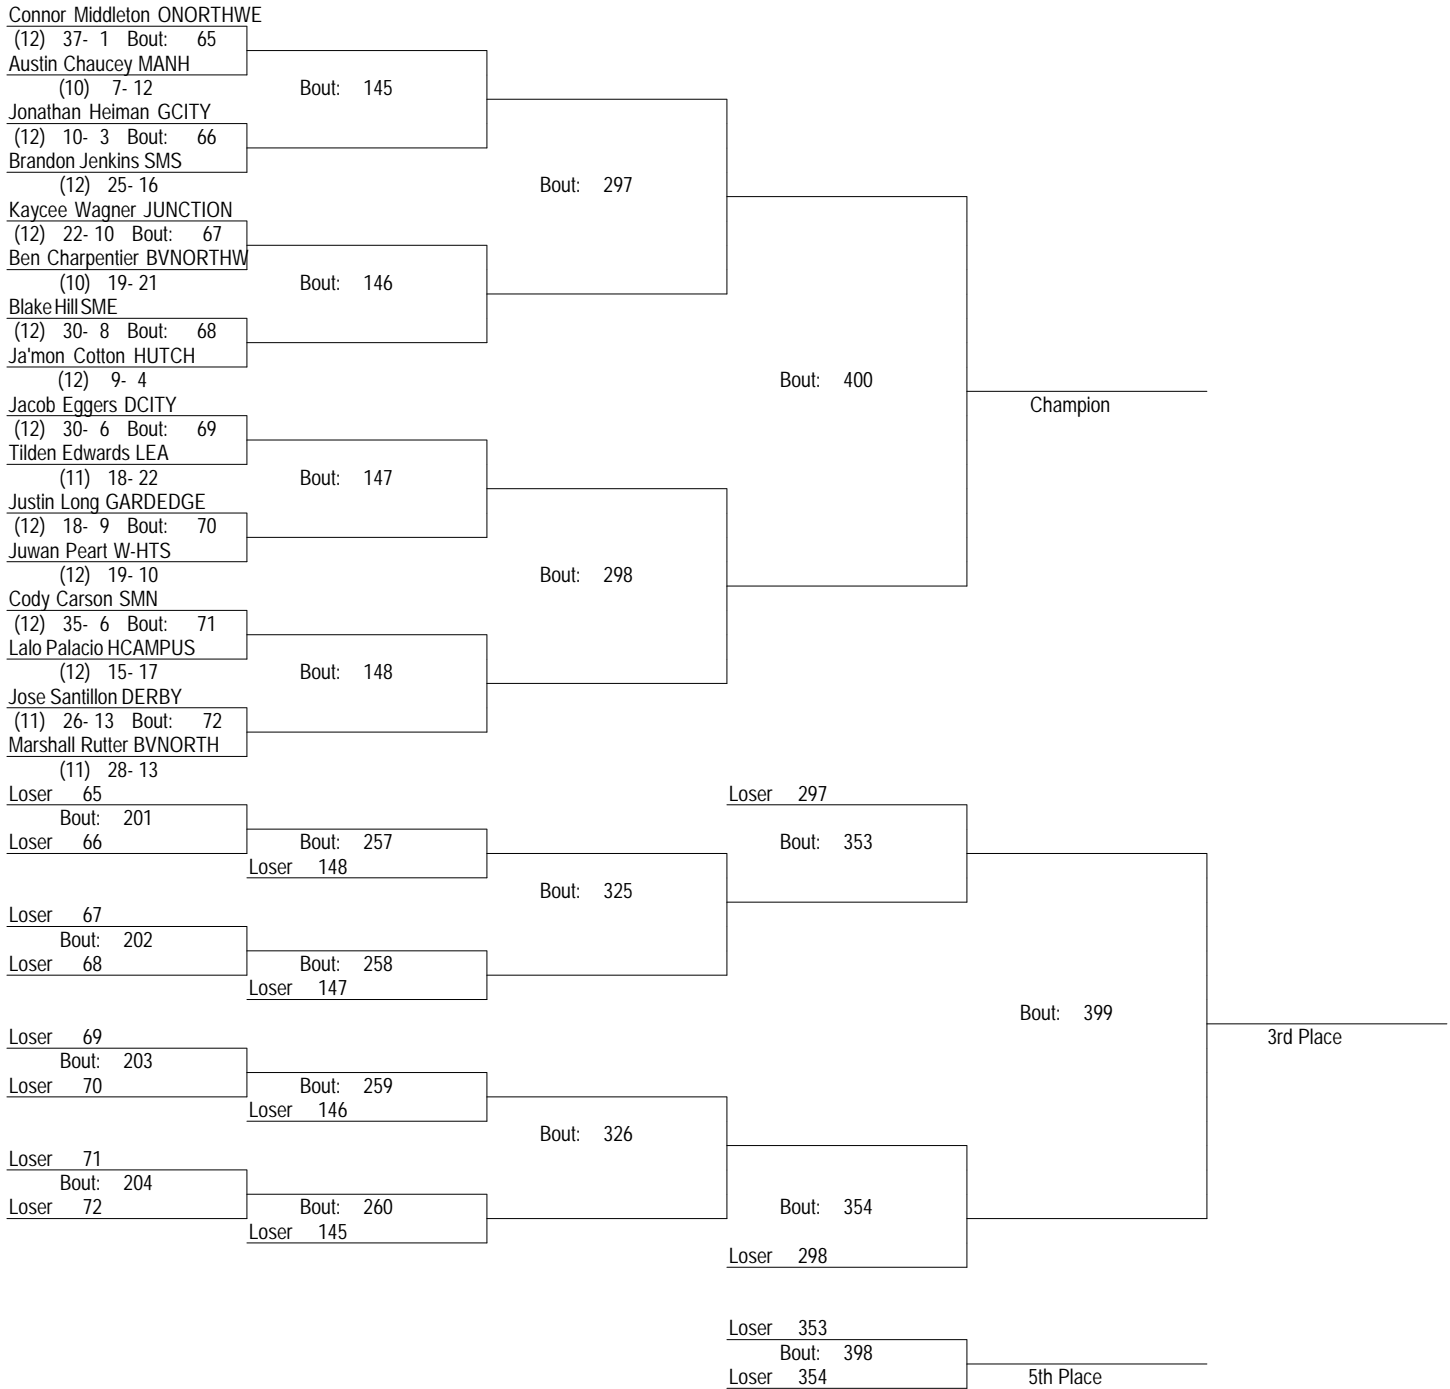 Connor Middleton ONORTHWE
(12) 37- 1 Bout: 65
Austin Chaucey MANH
(10) 7- 12
Bout: 145
Jonathan Heiman GCITY
(12) 10- 3 Bout: 66
Brandon Jenkins SMS
(12) 25- 16
Bout: 297
Kaycee Wagner JUNCTION
(12) 22- 10 Bout: 67
Ben Charpentier BVNORTHW
(10) 19- 21
Bout: 146
Blake Hill SME
(12) 30- 8 Bout: 68
Ja'mon Cotton HUTCH
(12) 9- 4
Bout: 400
Jacob Eggers DCITY
Champion
(12) 30- 6 Bout: 69
Tilden Edwards LEA
(11) 18- 22
Bout: 147
Justin Long GARDEDGE
(12) 18- 9 Bout: 70
Juwan Peart W-HTS
(12) 19- 10
Bout: 298
Cody Carson SMN
(12) 35- 6 Bout: 71
Lalo Palacio HCAMPUS
(12) 15- 17
Bout: 148
Jose Santillon DERBY
(11) 26- 13 Bout: 72
Marshall Rutter BVNORTH
(11) 28- 13
Loser 65
Loser 297
Bout: 201
Loser 66
Bout: 257
Bout: 353
Loser 148
Bout: 325
Loser 67
Bout: 202
Loser 68
Bout: 258
Loser 147
Bout: 399
Loser 69
3rd Place
Bout: 203
Loser 70
Bout: 259
Loser 146
Bout: 326
Loser 71
Bout: 204
Loser 72
Bout: 260
Bout: 354
Loser 145
Loser 298
Loser 353
Bout: 398
Loser 354
5th Place